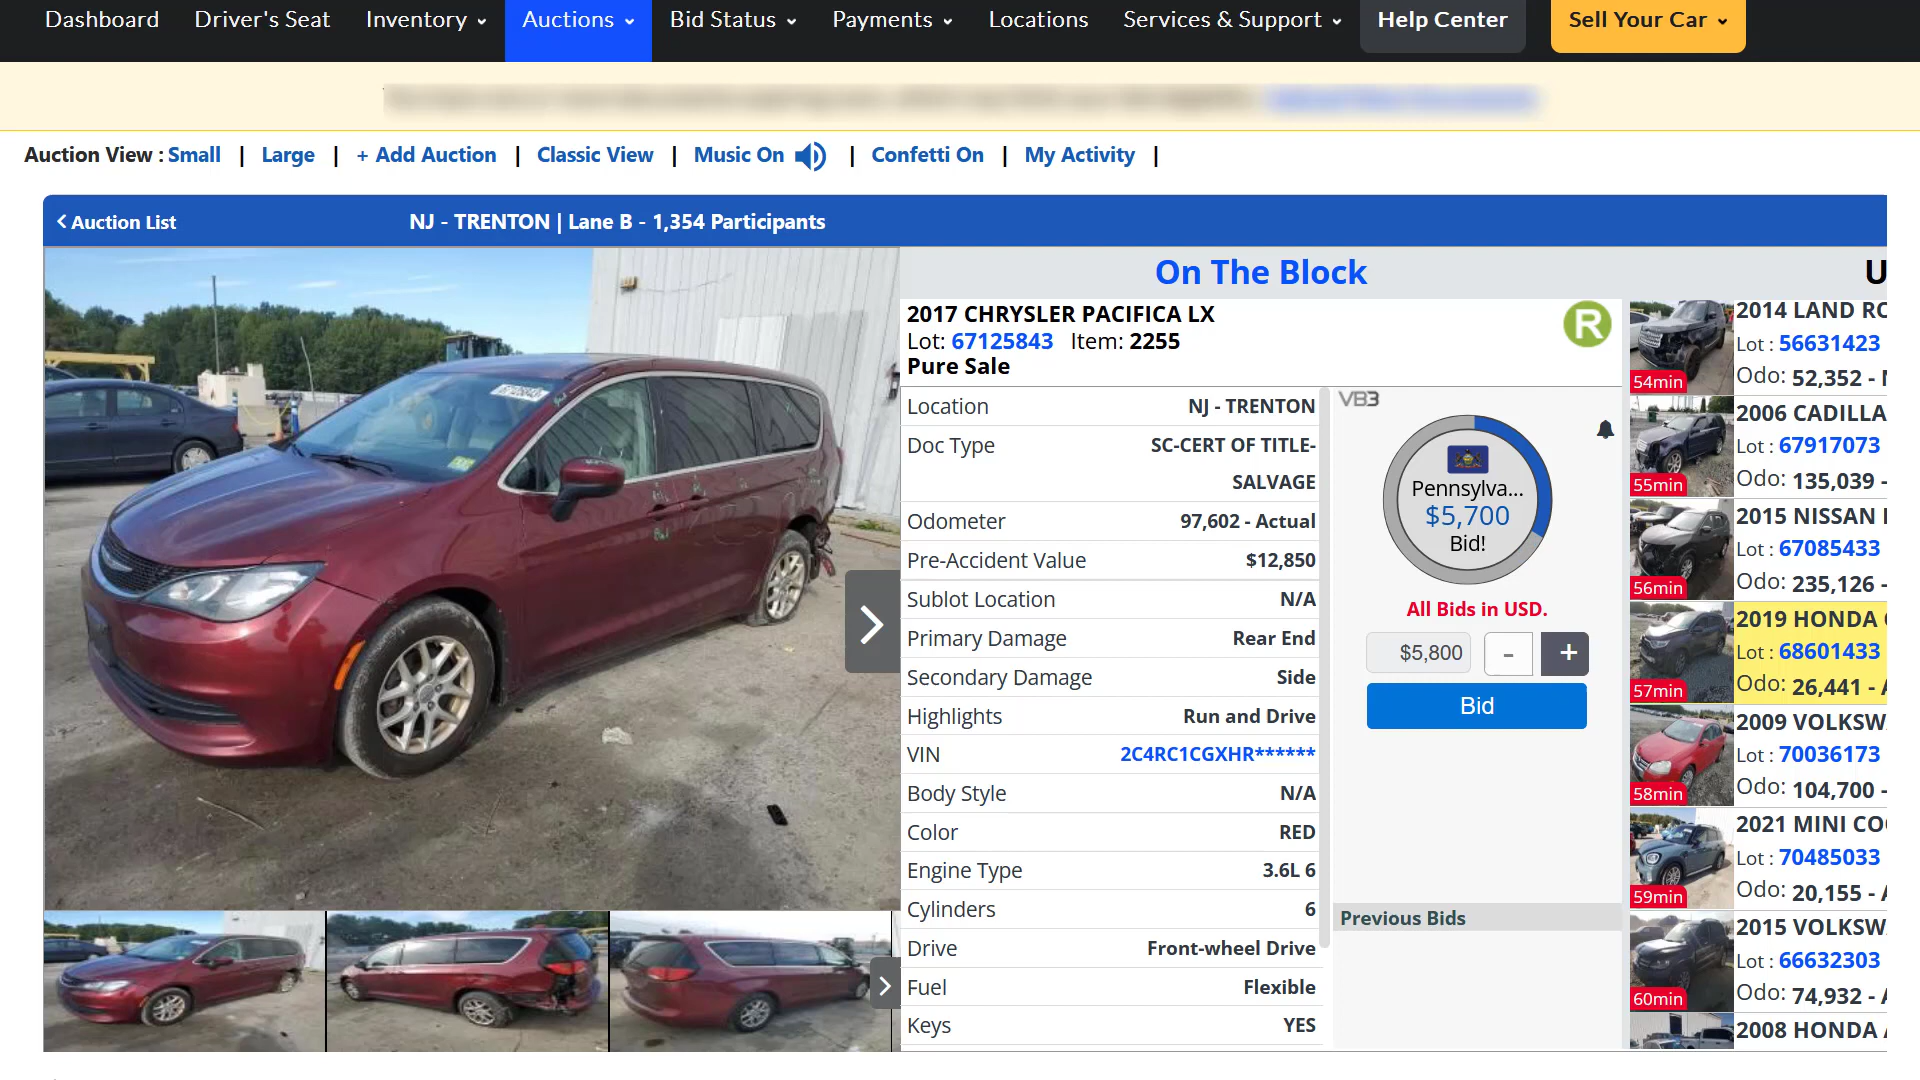 Dashboard Driver's Seat Inventory Auctions Bid Status Payments Locations Services & Support Help Center Sell Your Car
Auction View : Small | Large | + Add Auction | Classic View | Music On | Confetti On | My Activity |
Auction List NJ - TRENTON | Lane B - 1,354 Participants
On The Block
2017 CHRYSLER PACIFICA LX
Lot: 67125843 Item: 2255
Pure Sale
R
Location NJ - TRENTON
Doc Type SC-CERT OF TITLE-
SALVAGE
Odometer 97,602 - Actual
Pre-Accident Value $12,850
Sublot Location N/A
Primary Damage Rear End
Secondary Damage Side
Highlights Run and Drive
VIN 2C4RC1CGXHR******
Body Style N/A
Color RED
Engine Type 3.6L 6
Cylinders 6
Drive Front-wheel Drive
Fuel Flexible
Keys YES
VB3
Pennsylva...
$5,700
Bid!
All Bids in USD.
$5,800 - +
Bid
Previous Bids
U
2014 LAND RO
Lot : 56631423
54min Odo: 52,352 -
2006 CADILLA
Lot : 67917073
55min Odo: 135,039 -
2015 NISSAN
Lot : 67085433
56min Odo: 235,126 -
2019 HONDA
Lot : 68601433
57min Odo: 26,441 - A
2009 VOLKSW
Lot : 70036173
58min Odo: 104,700 -
2021 MINI CO
Lot : 70485033
59min Odo: 20,155 - A
2015 VOLKSW
Lot : 66632303
60min Odo: 74,932 - A
2008 HONDA A